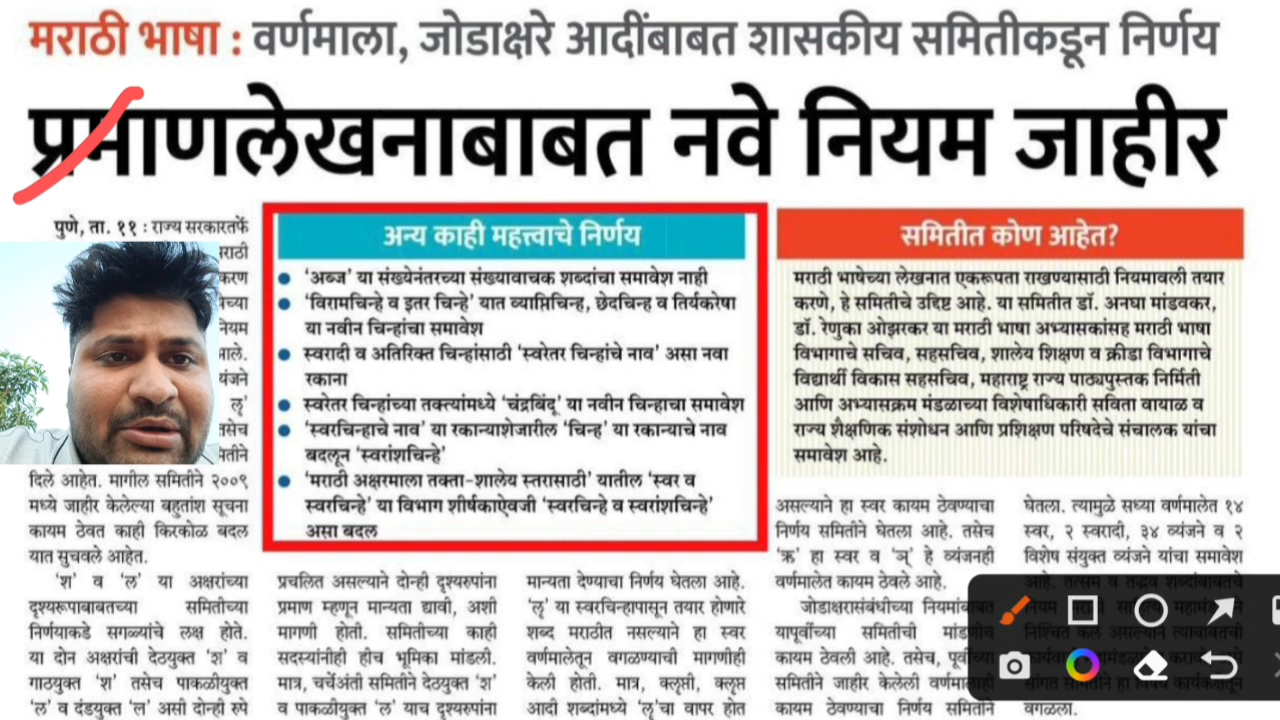 मराठी भाषा : वर्णमाला, जोडाक्षरे आदींबाबत शासकीय समितीकडून निर्णय
प्रमाणलेखनाबाबत नवे नियम जाहीर
पुणे, ता. ११ : राज्य सरकारतर्फे
दिले आहेत. मागील समितीने २००९
मध्ये जाहीर केलेल्या बहुतांश सूचना
कायम ठेवत काही किरकोळ बदल
यात सुचवले आहेत.
'श' व 'ल' या अक्षरांच्या
दृश्यरूपाबाबतच्या समितीच्या
निर्णयाकडे सगळ्यांचे लक्ष होते.
या दोन अक्षरांची देठयुक्त 'श' व
गाठयुक्त 'श' तसेच पाकळीयुक्त
'ल' व दंडयुक्त 'ल' अशी दोन्ही रुपे
अन्य काही महत्त्वाचे निर्णय
'अब्ज' या संख्येनंतरच्या संख्यावाचक शब्दांचा समावेश नाही
'विरामचिन्हे व इतर चिन्हे' यात व्याप्तिचिन्ह, छेदचिन्ह व तिर्यकरेषा
या नवीन चिन्हांचा समावेश
स्वरादी व अतिरिक्त चिन्हांसाठी 'स्वरेतर चिन्हांचे नाव' असा नवा
रकाना
स्वरेतर चिन्हांच्या तक्त्यांमध्ये 'चंद्रबिंदू' या नवीन चिन्हाचा समावेश
'स्वरचिन्हाचे नाव' या रकान्याशेजारील 'चिन्ह' या रकान्याचे नाव
बदलून 'स्वरांशचिन्हे'
'मराठी अक्षरमाला तक्ता-शालेय स्तरासाठी' यातील 'स्वर व
स्वरचिन्हे' या विभाग शीर्षकाऐवजी 'स्वरचिन्हे व स्वरांशचिन्हे'
असा बदल
प्रचलित असल्याने दोन्ही दृश्यरुपांना
प्रमाण म्हणून मान्यता द्यावी, अशी
मागणी होती. समितीच्या काही
सदस्यांनीही हीच भूमिका मांडली.
मात्र, चर्चेअंती समितीने देठयुक्त 'श'
व पाकळीयुक्त 'ल' याच दृश्यरुपांना
मान्यता देण्याचा निर्णय घेतला आहे.
'लृ' या स्वरचिन्हापासून तयार होणारे
शब्द मराठीत नसल्याने हा स्वर
वर्णमालेतून वगळण्याची मागणीही
केली होती. मात्र, क्लृप्ती, क्लृप्त
आदी शब्दांमध्ये 'लृ'चा वापर होत
समितीत कोण आहेत?
मराठी भाषेच्या लेखनात एकरूपता राखण्यासाठी नियमावली तयार
करणे, हे समितीचे उद्दिष्ट आहे. या समितीत डॉ. अनघा मांडवकर,
डॉ. रेणुका ओझरकर या मराठी भाषा अभ्यासकांसह मराठी भाषा
विभागाचे सचिव, सहसचिव, शालेय शिक्षण व क्रीडा विभागाचे
विद्यार्थी विकास सहसचिव, महाराष्ट्र राज्य पाठ्यपुस्तक निर्मिती
आणि अभ्यासक्रम मंडळाच्या विशेषाधिकारी सविता वायाळ व
राज्य शैक्षणिक संशोधन आणि प्रशिक्षण परिषदेचे संचालक यांचा
समावेश आहे.
असल्याने हा स्वर कायम ठेवण्याचा
निर्णय समितीने घेतला आहे. तसेच
'ऋ' हा स्वर व 'ञ्' हे व्यंजनही
वर्णमालेत कायम ठेवले आहे.
जोडाक्षरासंबंधीच्या
यापूर्वीच्या समितीची
कायम ठेवली आहे. तसेच,
समितीने जाहीर केलेली
कायम ठेवण्याचा निर्णय समितीने
घेतला. त्यामुळे सध्या वर्णमालेत १४
स्वर, २ स्वरादी, ३४ व्यंजने व २
विशेष संयुक्त व्यंजने यांचा समावेश
वगळला.